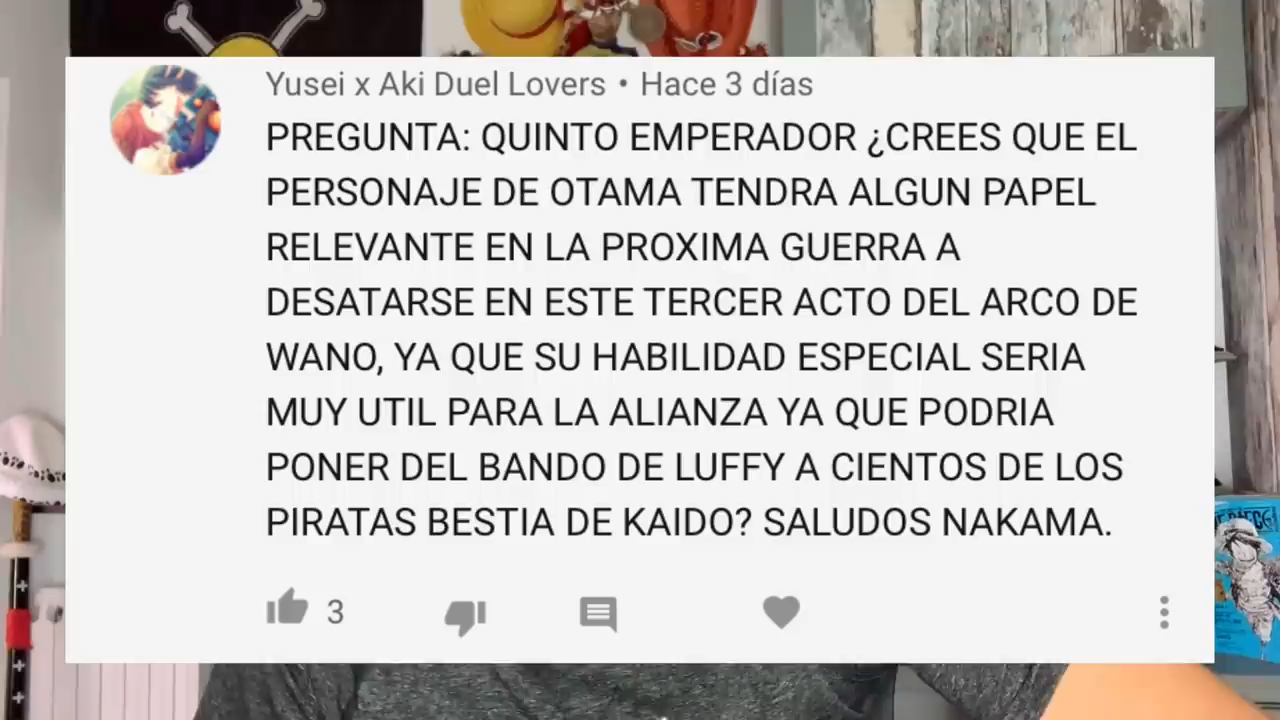 Yusei x Aki Duel Lovers • Hace 3 días
PREGUNTA: QUINTO EMPERADOR ¿CREES QUE EL
PERSONAJE DE OTAMA TENDRA ALGUN PAPEL
RELEVANTE EN LA PROXIMA GUERRA A
DESATARSE EN ESTE TERCER ACTO DEL ARCO DE
WANO, YA QUE SU HABILIDAD ESPECIAL SERIA
MUY UTIL PARA LA ALIANZA YA QUE PODRIA
PONER DEL BANDO DE LUFFY A CIENTOS DE LOS
PIRATAS BESTIA DE KAIDO? SALUDOS NAKAMA.
3